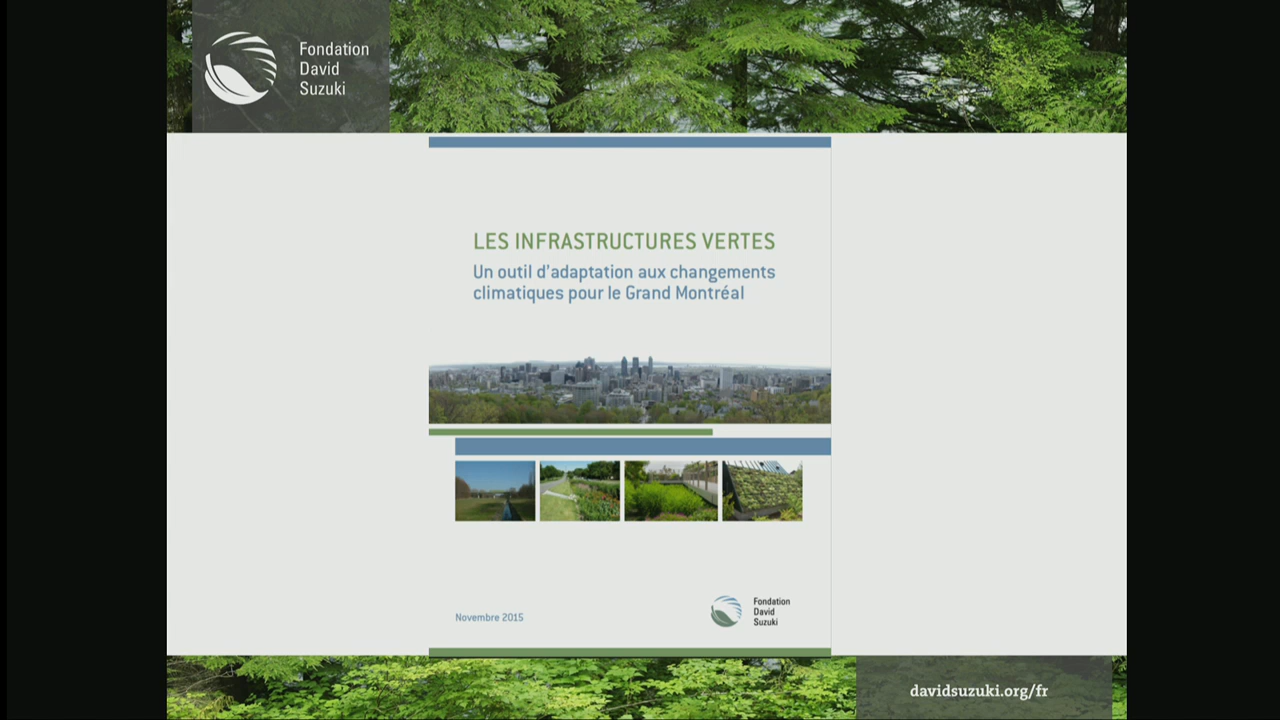 Fondation
David
Suzuki
LES INFRASTRUCTURES VERTES
Un outil d'adaptation aux changements
climatiques pour le Grand Montréal
Novembre 2015
Fondation
David
Suzuki
davidsuzuki.org/fr